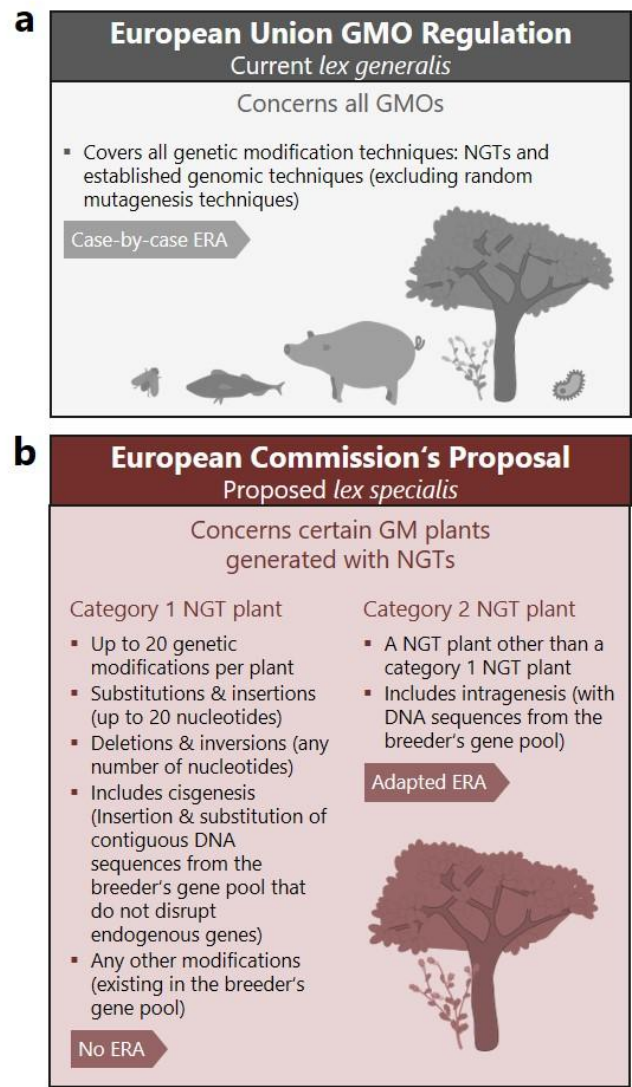 a
European Union GMO Regulation
Current lex generalis
Concerns all GMOs
▪ Covers all genetic modification techniques: NGTs and
established genomic techniques (excluding random
mutagenesis techniques)
Case-by-case ERA
b
European Commission‘s Proposal
Proposed lex specialis
Concerns certain GM plants
generated with NGTs
Category 1 NGT plant
▪ Up to 20 genetic
modifications per plant
▪ Substitutions & insertions
(up to 20 nucleotides)
▪ Deletions & inversions (any
number of nucleotides)
▪ Includes cisgenesis
(Insertion & substitution of
contiguous DNA
sequences from the
breeder‘s gene pool that
do not disrupt
endogenous genes)
▪ Any other modifications
(existing in the breeder‘s
gene pool)
No ERA
Category 2 NGT plant
▪ A NGT plant other than a
category 1 NGT plant
▪ Includes intragenesis (with
DNA sequences from the
breeder‘s gene pool)
Adapted ERA